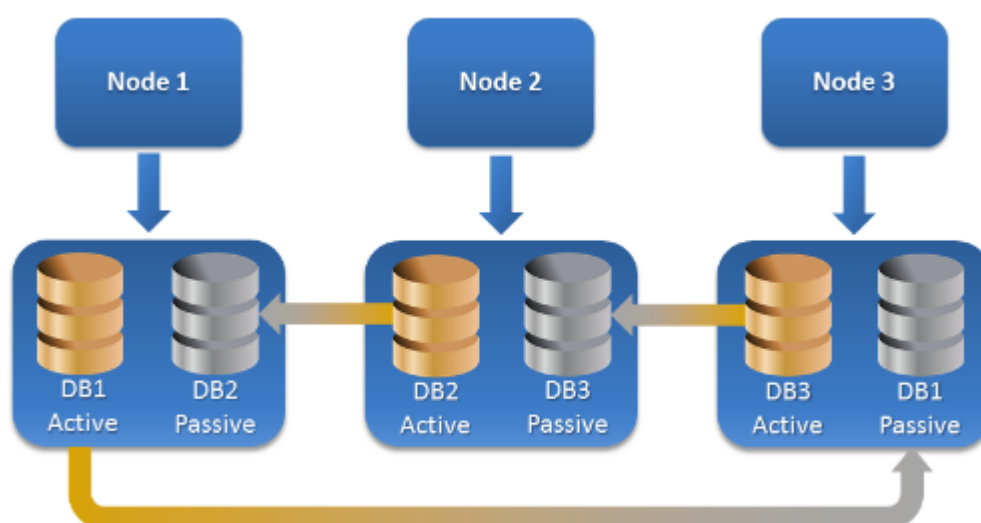 Node 1
Node 2
Node 3
DB1
Active
DB2
Passive
DB2
Active
DB3
Passive
DB3
Active
DB1
Passive